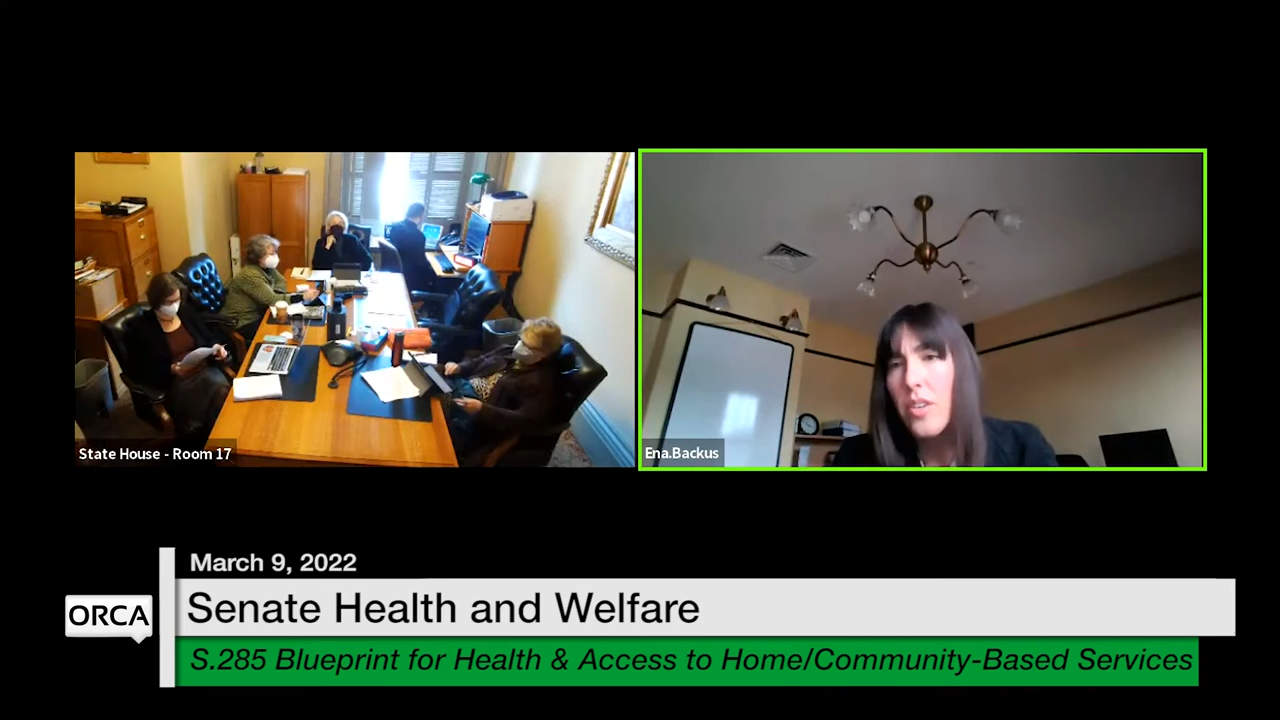 State House - Room 17
Ena.Backus
March 9, 2022
ORCA
Senate Health and Welfare
S.285 Blueprint for Health & Access to Home/Community-Based Services